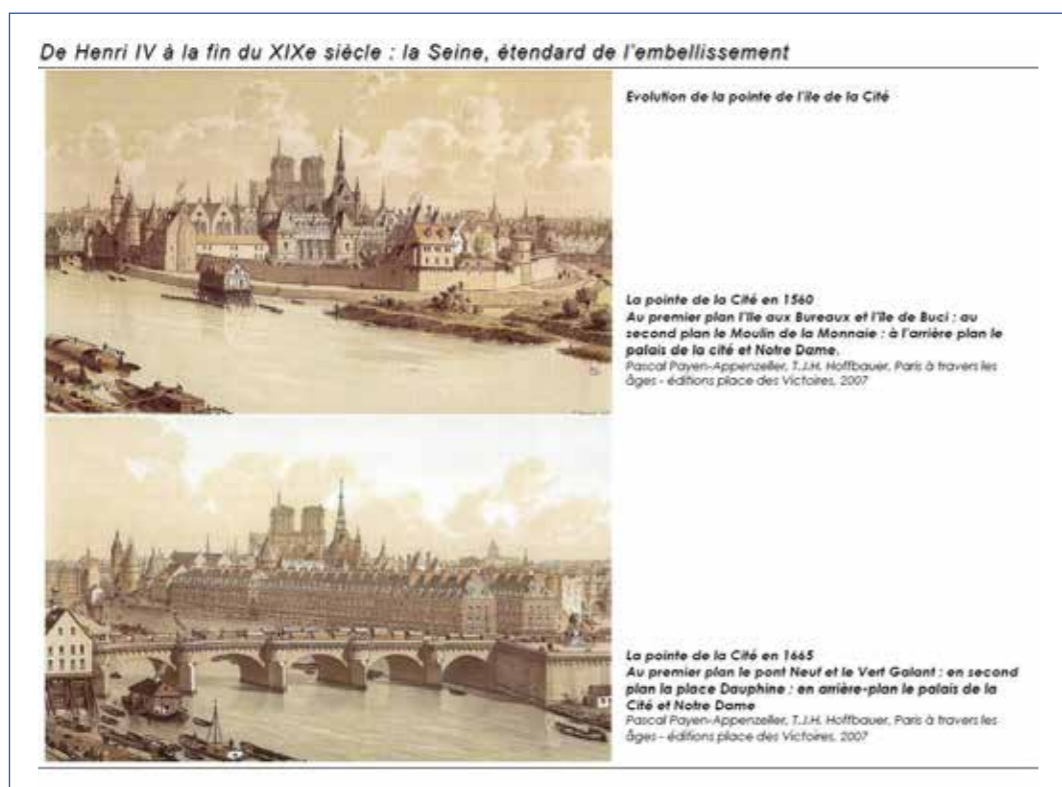 De Henri IV à la fin du XIXe siècle : la Seine, étendard de l'embellissement
Evolution de la pointe de l'île de la Cité
La pointe de la Cité en 1560
Au premier plan l'île aux Bureaux et l'île de Buci ; au
second plan le Moulin de la Monnaie ; à l'arrière plan le
palais de la cité et Notre Dame.
Pascal Payen-Appenzeller, T.J.H. Hoffbauer, Paris à travers les
âges - éditions place des Victoires, 2007
La pointe de la Cité en 1665
Au premier plan le pont Neuf et le Vert Galant ; en second
plan la place Dauphine ; en arrière-plan le palais de la
Cité et Notre Dame
Pascal Payen-Appenzeller, T.J.H. Hoffbauer, Paris à travers les
âges - éditions place des Victoires, 2007